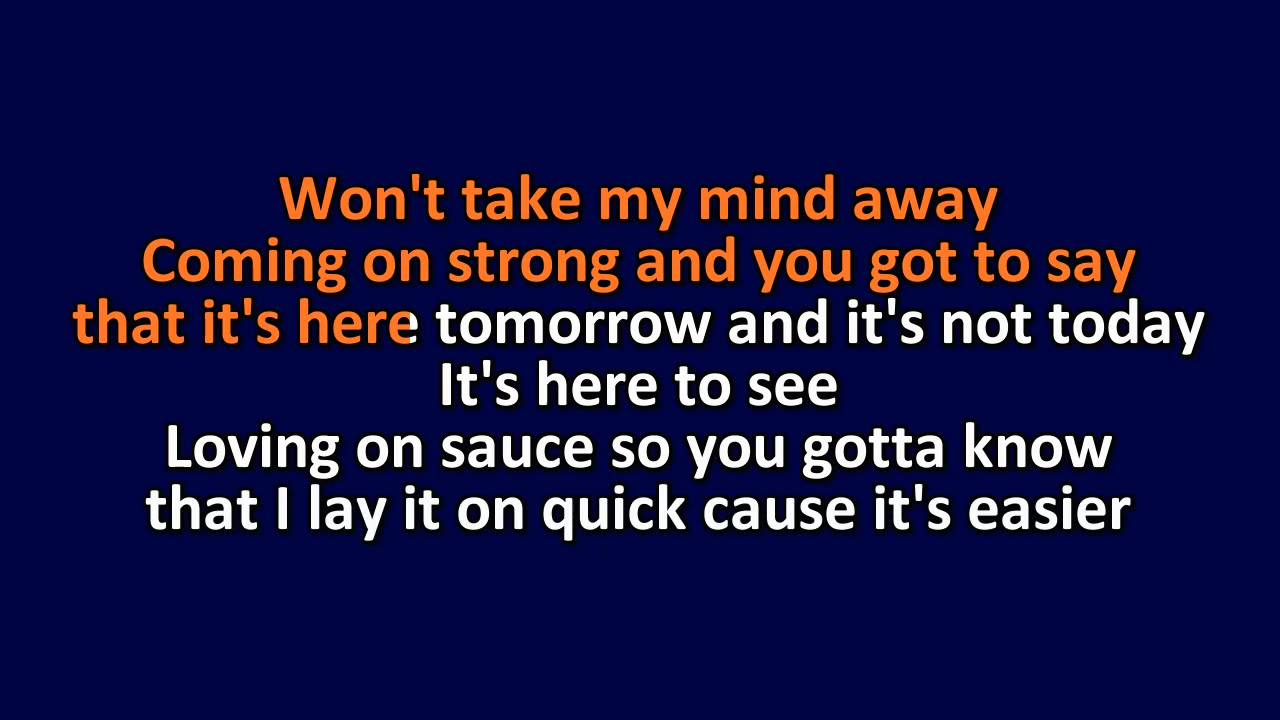 Won't take my mind away
Coming on strong and you got to say
that it's here tomorrow and it's not today
It's here to see
Loving on sauce so you gotta know
that I lay it on quick cause it's easier